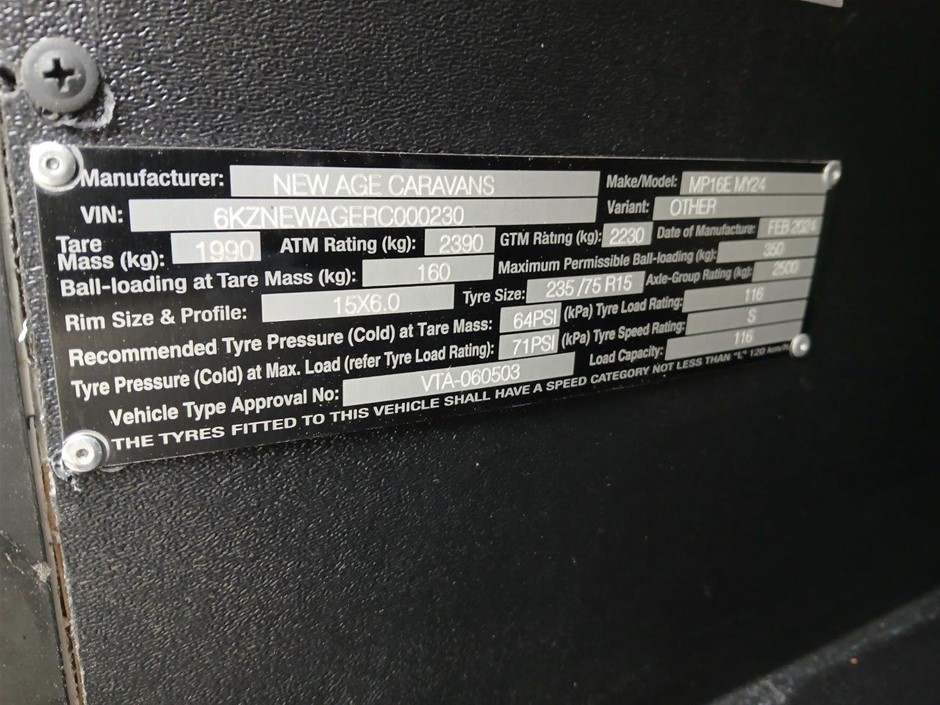 Manufacturer: NEW AGE CARAVANS Make/Model: MP16E MY24
VIN: 6KZNEWAGERC000230 Variant: OTHER
Tare Mass (kg): 1990 ATM Rating (kg): 2390 GTM Rating (kg): 2230 Date of Manufacture: FEB 2024
Ball-loading at Tare Mass (kg): 160 Maximum Permissible Ball-loading (kg): 350
Rim Size & Profile: 15X6.0 Tyre Size: 235/75 R15 Axle-Group Rating (kg): 2500
Recommended Tyre Pressure (Cold) at Tare Mass: 64PSI (kPa) Tyre Load Rating: 116
Tyre Pressure (Cold) at Max. Load (refer Tyre Load Rating): 71PSI (kPa) Tyre Speed Rating: S
Vehicle Type Approval No: VTA-060503 Load Capacity: 116
THE TYRES FITTED TO THIS VEHICLE SHALL HAVE A SPEED CATEGORY NOT LESS THAN "L" 120 km/h